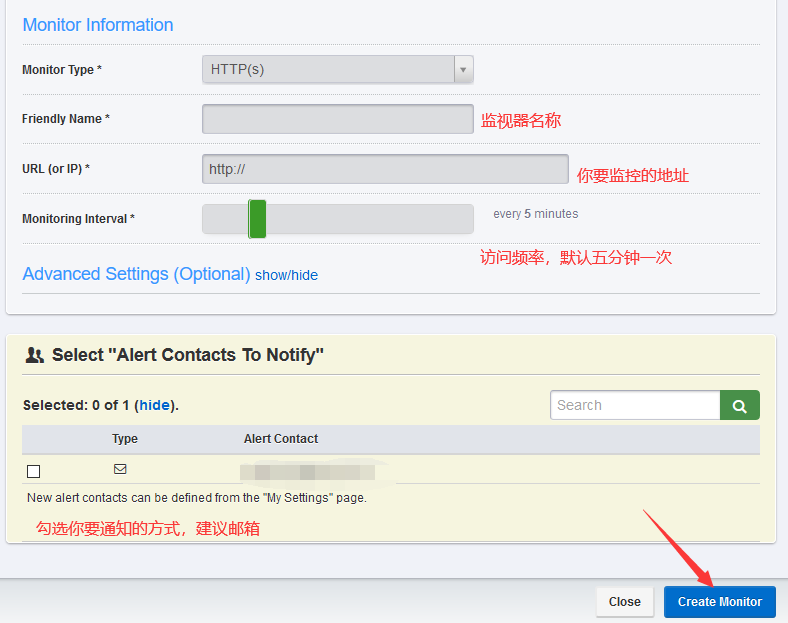 Monitor Information
Monitor Type *
HTTP(s)
Friendly Name *
监视器名称
URL (or IP) *
http://
你要监控的地址
Monitoring Interval *
every 5 minutes
访问频率，默认五分钟一次
Advanced Settings (Optional) show/hide
Select "Alert Contacts To Notify"
Selected: 0 of 1 (hide).
Search
Type Alert Contact
New alert contacts can be defined from the "My Settings" page.
勾选你要通知的方式，建议邮箱
Close
Create Monitor